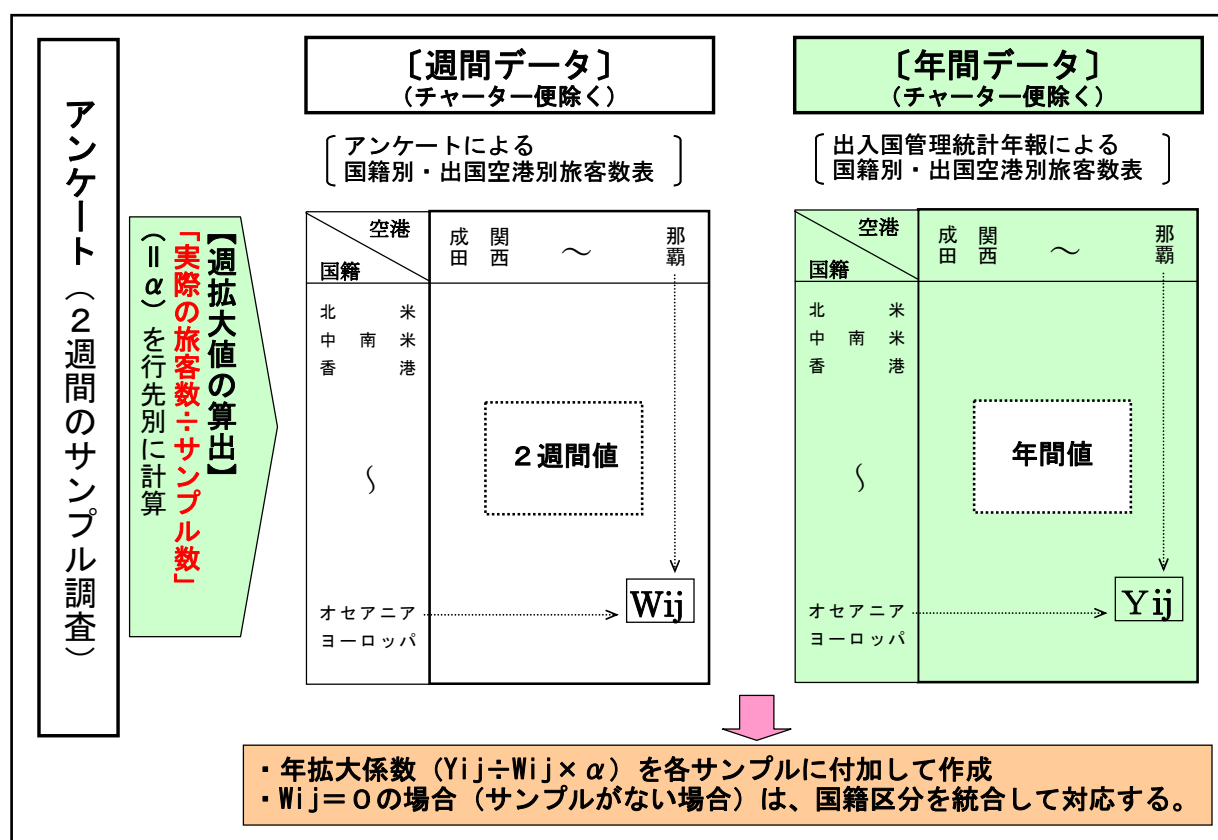 アンケート（２週間のサンプル調査）
【週拡大値の算出】
「実際の旅客数÷サンプル数」
（＝α）を行先別に計算
〔週間データ〕
（チャーター便除く）
アンケートによる
国籍別・出国空港別旅客数表
空港
国籍
成田 関西 ～ 那覇
北米
中南米
香港
～
２週間値
オセアニア
Wij
ヨーロッパ
〔年間データ〕
（チャーター便除く）
出入国管理統計年報による
国籍別・出国空港別旅客数表
空港
国籍
成田 関西 ～ 那覇
北米
中南米
香港
～
年間値
オセアニア
Yij
ヨーロッパ
・年拡大係数（Yij÷Wij×α）を各サンプルに付加して作成
・Wij＝０の場合（サンプルがない場合）は、国籍区分を統合して対応する。